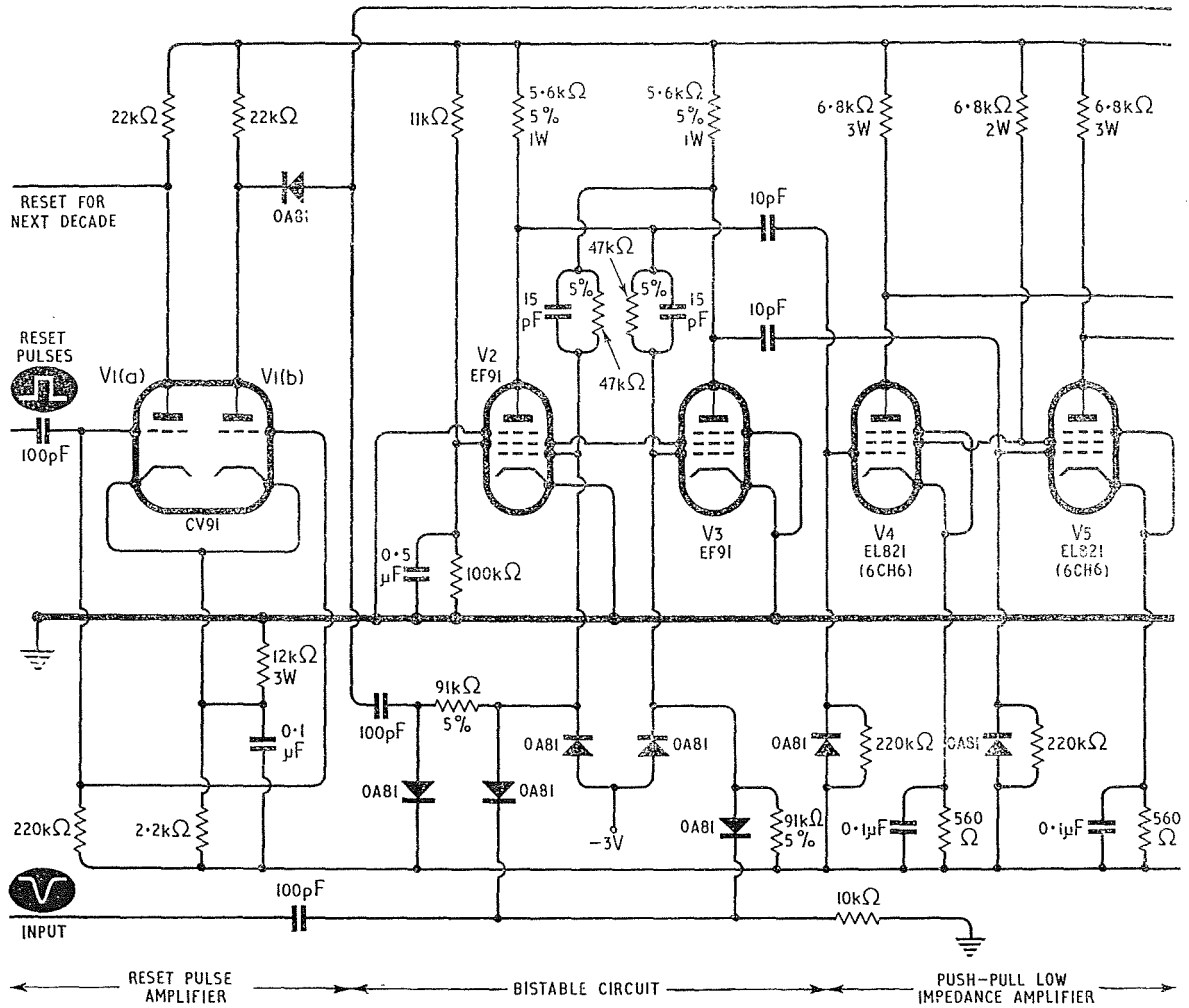 22kΩ
22kΩ
11kΩ
5·6kΩ
5%
1W
5·6kΩ
5%
1W
6·8kΩ
3W
6·8kΩ
2W
6·8kΩ
3W
RESET FOR
NEXT DECADE
OA81
10pF
47kΩ
15
pF
5%
5%
15
pF
10pF
47kΩ
RESET
PULSES
V1(a)
V1(b)
V2
EF91
100pF
CV91
V3
EF91
V4
EL821
(6CH6)
V5
EL821
(6CH6)
0·5
μF
100kΩ
12kΩ
3W
0·1
μF
100pF
91kΩ
5%
OA81
OA81
OA81
220kΩ
OA81
220kΩ
OA81
OA81
-3V
OA81
91kΩ
5%
0·1μF
560
Ω
0·1μF
560
Ω
220kΩ
2·2kΩ
100pF
10kΩ
INPUT
RESET PULSE
AMPLIFIER
BISTABLE CIRCUIT
PUSH-PULL LOW
IMPEDANCE AMPLIFIER